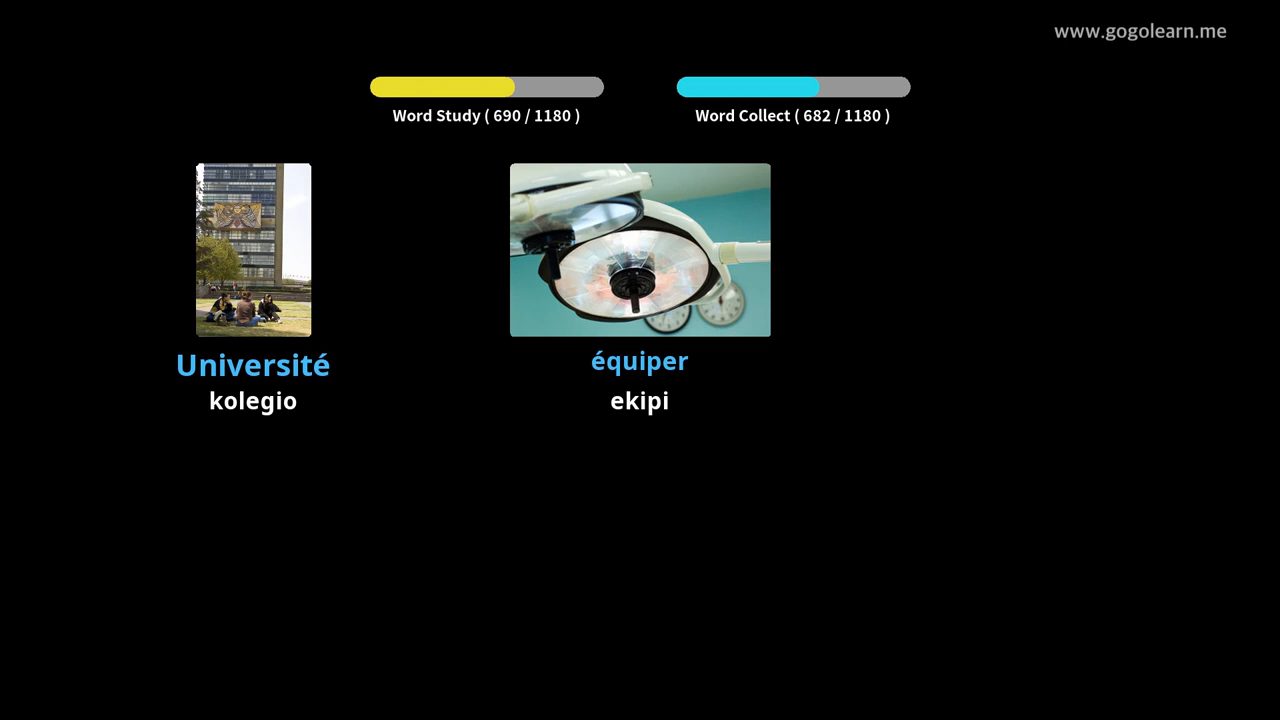 www.gogolearn.me
Word Study ( 690 / 1180 )
Word Collect ( 682 / 1180 )
Université
kolegio
équiper
ekipi